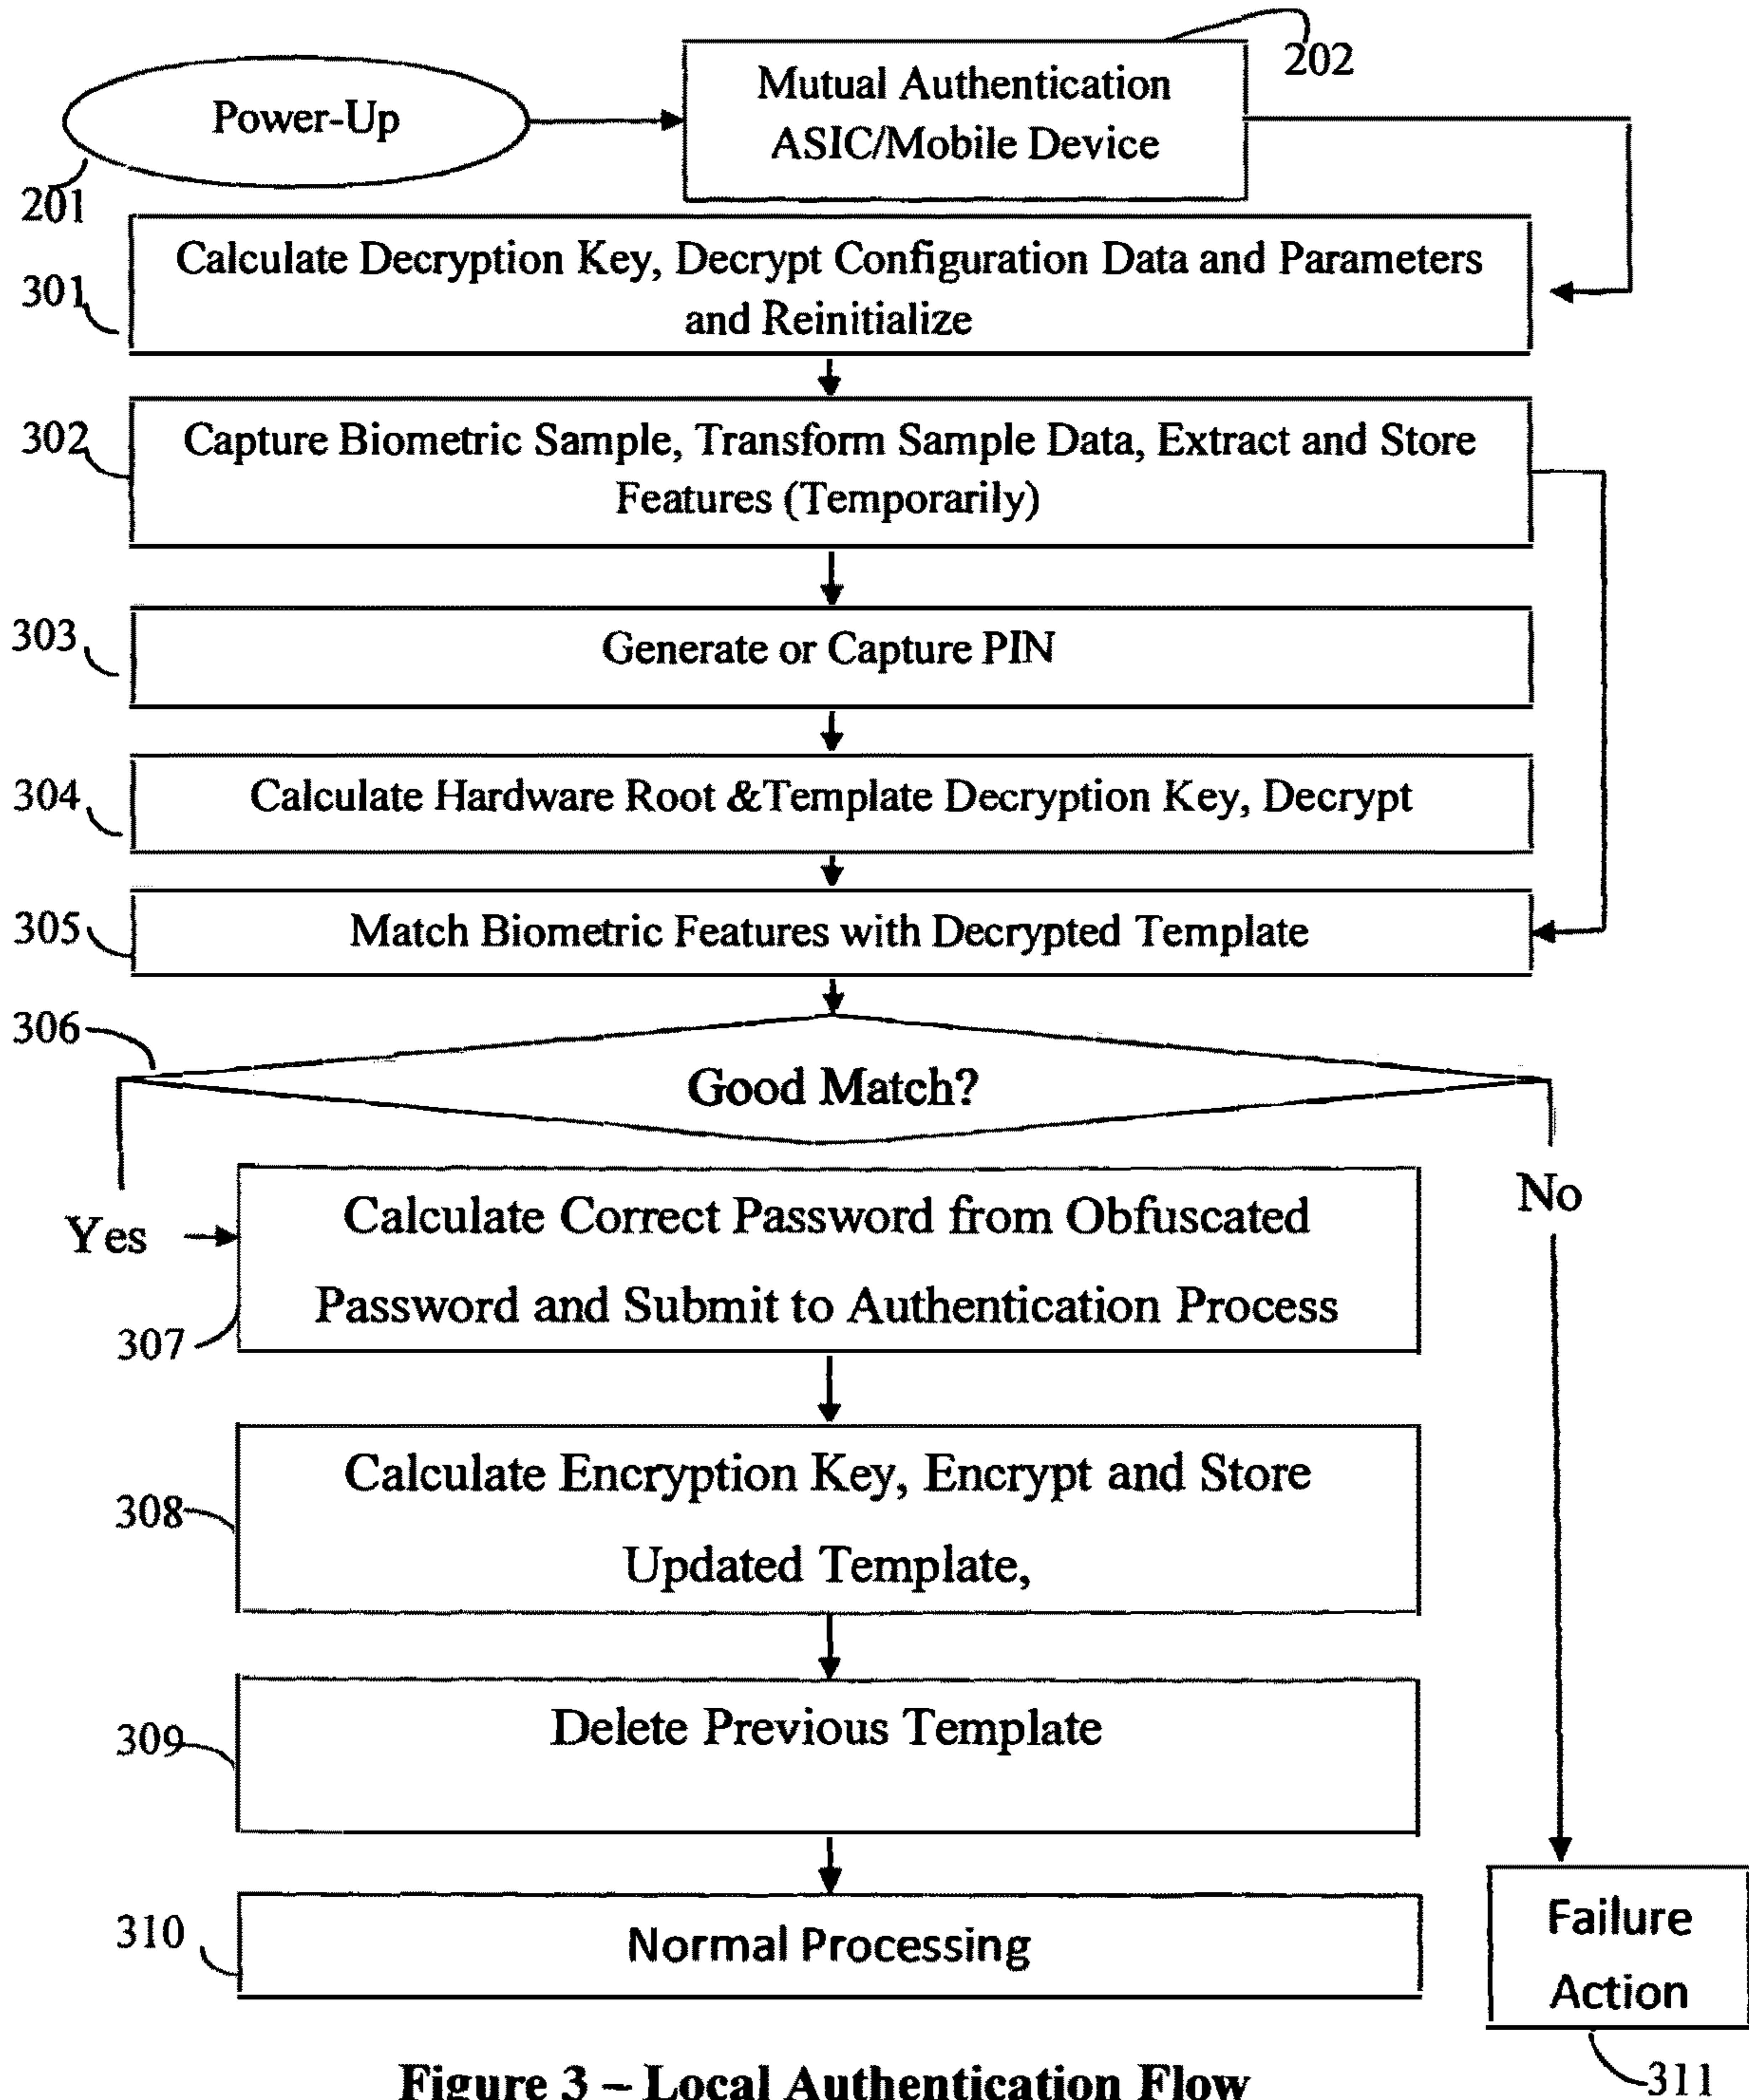 202
Power-Up
Mutual Authentication
ASIC/Mobile Device
201
301
Calculate Decryption Key, Decrypt Configuration Data and Parameters
and Reinitialize
302
Capture Biometric Sample, Transform Sample Data, Extract and Store
Features (Temporarily)
303
Generate or Capture PIN
304
Calculate Hardware Root &Template Decryption Key, Decrypt
305
Match Biometric Features with Decrypted Template
306
Good Match?
Yes
No
Calculate Correct Password from Obfuscated
Password and Submit to Authentication Process
307
308
Calculate Encryption Key, Encrypt and Store
Updated Template,
309
Delete Previous Template
310
Normal Processing
Failure
Action
311
Figure 3 – Local Authentication Flow